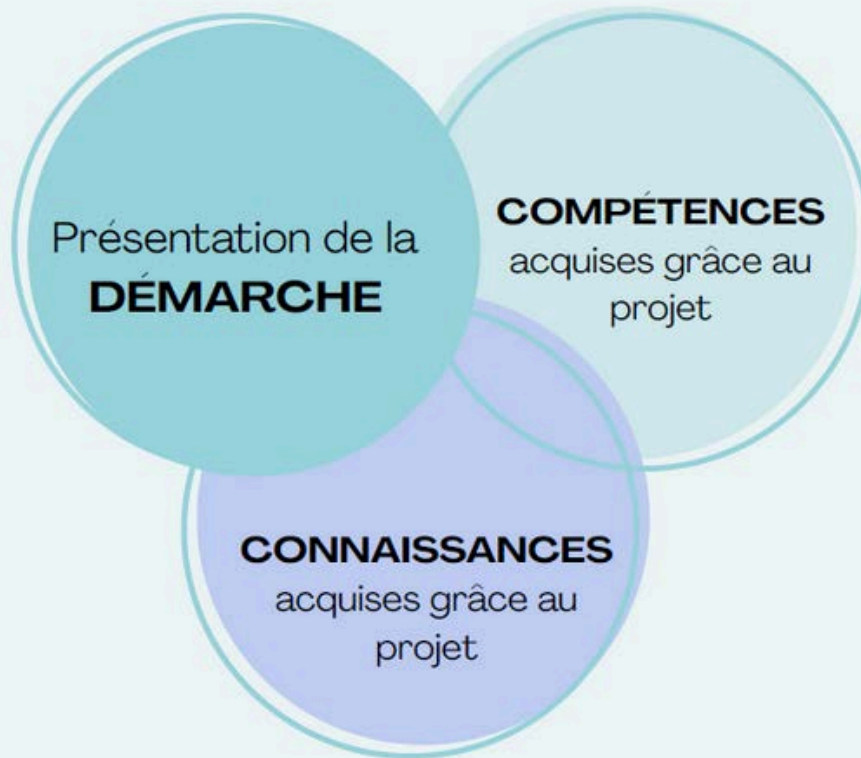 Présentation de la
DÉMARCHE
COMPÉTENCES
acquises grâce au
projet
CONNAISSANCES
acquises grâce au
projet